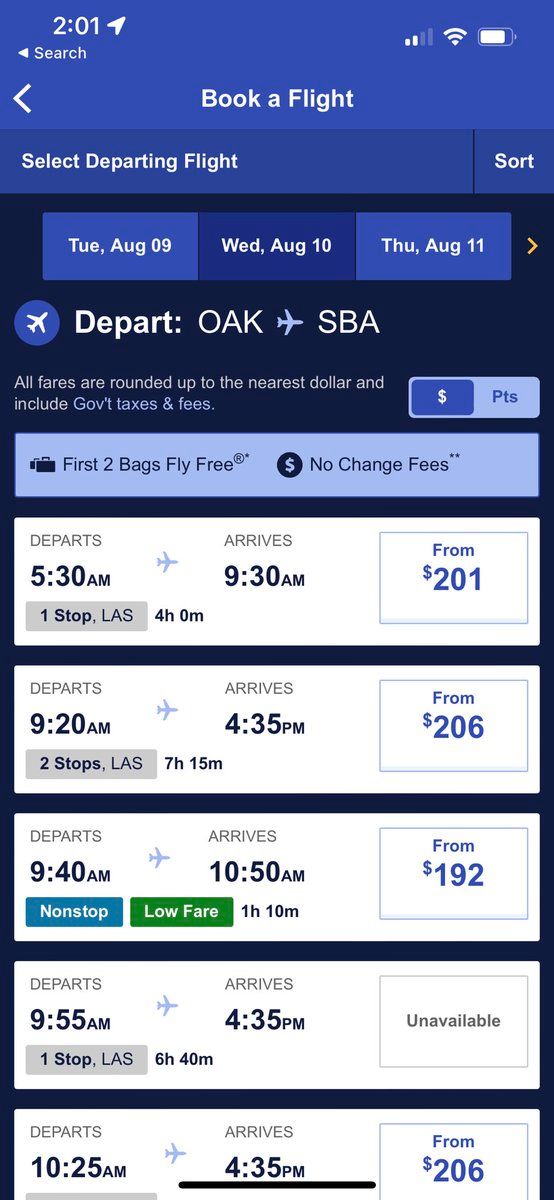 2:01
◀ Search
Book a Flight
Select Departing Flight
Sort
Tue, Aug 09
Wed, Aug 10
Thu, Aug 11
Depart: OAK SBA
All fares are rounded up to the nearest dollar and
include Gov't taxes & fees.
$
Pts
First 2 Bags Fly Free®*
$ No Change Fees**
DEPARTS
ARRIVES
From
5:30AM
9:30AM
$201
1 Stop, LAS
4h 0m
DEPARTS
ARRIVES
From
9:20AM
4:35PM
$206
2 Stops, LAS
7h 15m
DEPARTS
ARRIVES
From
9:40AM
10:50AM
$192
Nonstop
Low Fare
1h 10m
DEPARTS
ARRIVES
9:55AM
4:35PM
Unavailable
1 Stop, LAS
6h 40m
DEPARTS
ARRIVES
From
10:25AM
4:35PM
$206